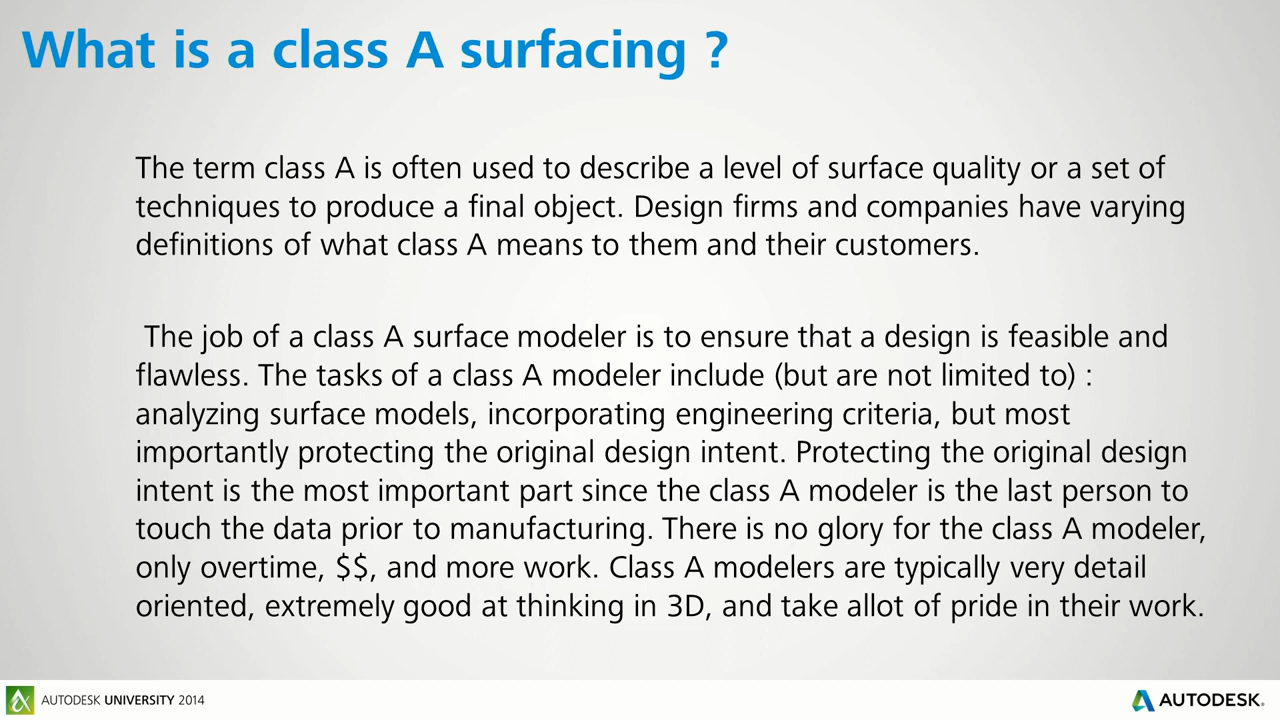 What is a class A surfacing ?
The term class A is often used to describe a level of surface quality or a set of
techniques to produce a final object. Design firms and companies have varying
definitions of what class A means to them and their customers.
The job of a class A surface modeler is to ensure that a design is feasible and
flawless. The tasks of a class A modeler include (but are not limited to) :
analyzing surface models, incorporating engineering criteria, but most
importantly protecting the original design intent. Protecting the original design
intent is the most important part since the class A modeler is the last person to
touch the data prior to manufacturing. There is no glory for the class A modeler,
only overtime, $$, and more work. Class A modelers are typically very detail
oriented, extremely good at thinking in 3D, and take allot of pride in their work.
AUTODESK UNIVERSITY 2014
AUTODESK.